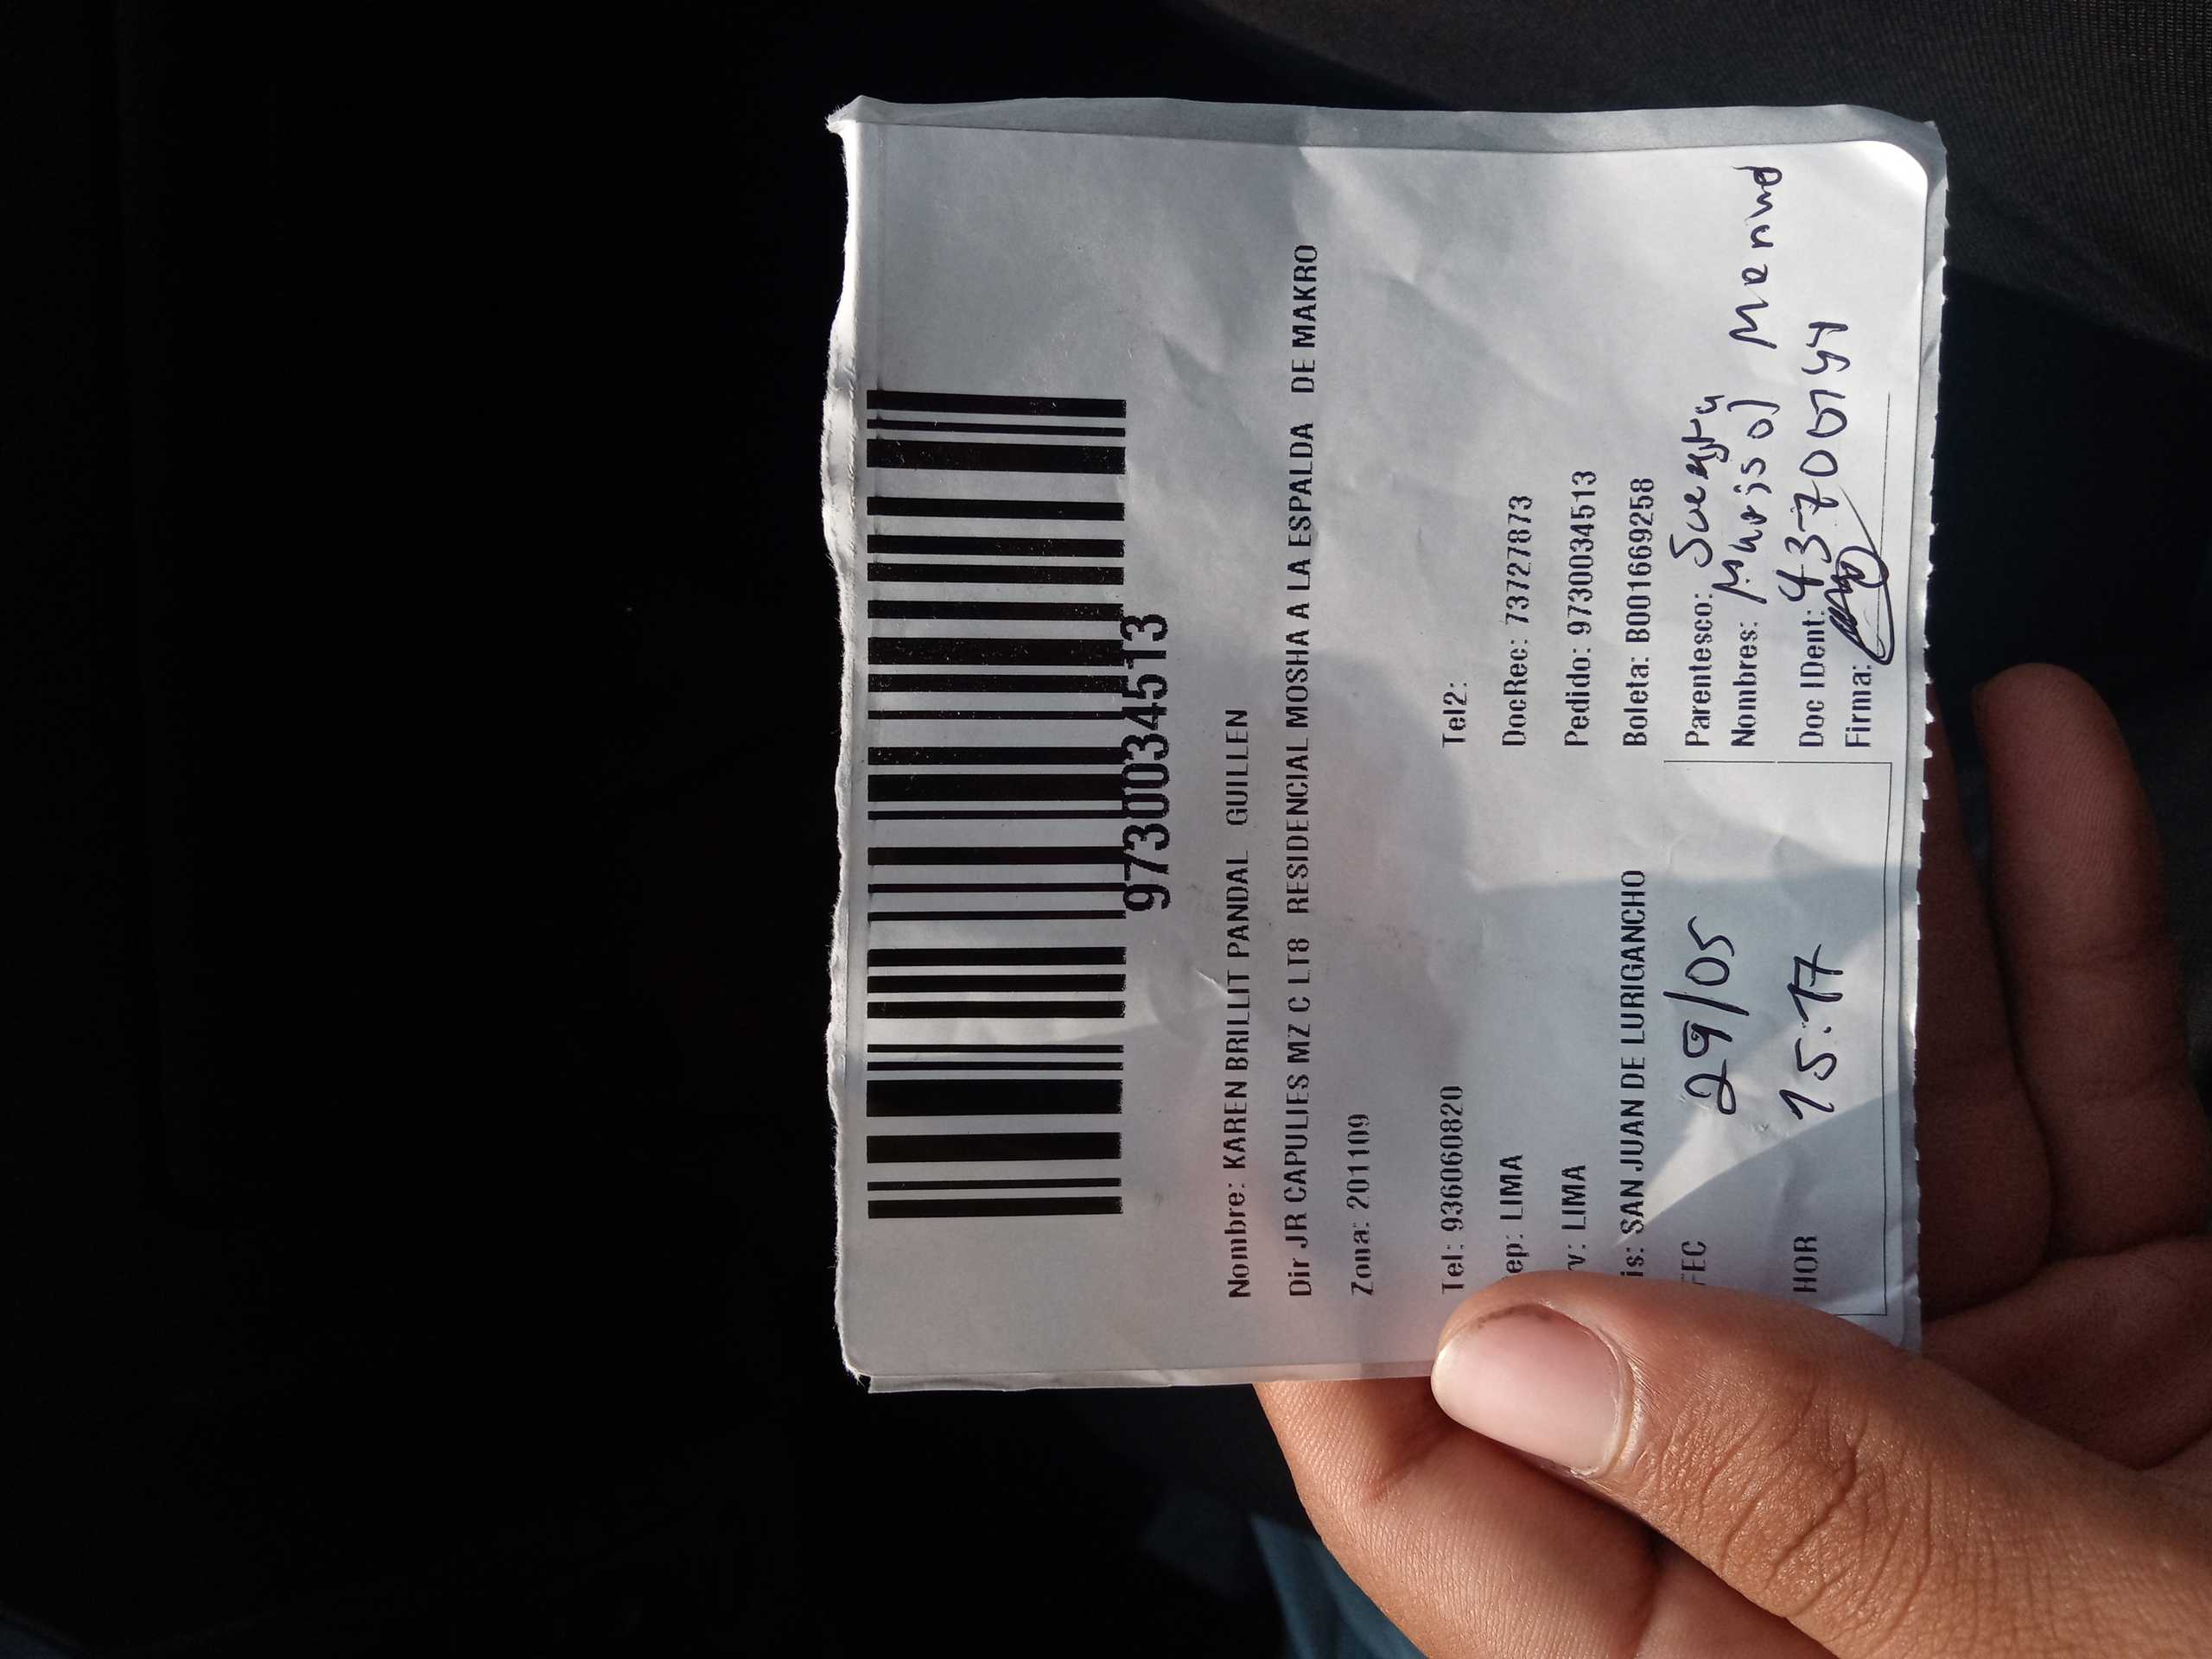 9730034513
Nombre: KAREN BRILLIT PANDAL GUILLEN
Dir JR CAPULIES MZ C LT8 RESIDENCIAL MOSHA A LA ESPALDA DE MAKRO
Zona: 201109
Tel: 936060820 Tel2:
ep: LIMA DocRec: 73727873
v: LIMA Pedido: 9730034513
is: SAN JUAN DE LURIGANCHO Boleta: B001669258
FEC 29/05 Parentesco: Suegra
Nombres: Marisol
HOR 15:17 Doc IDent:
Firma: